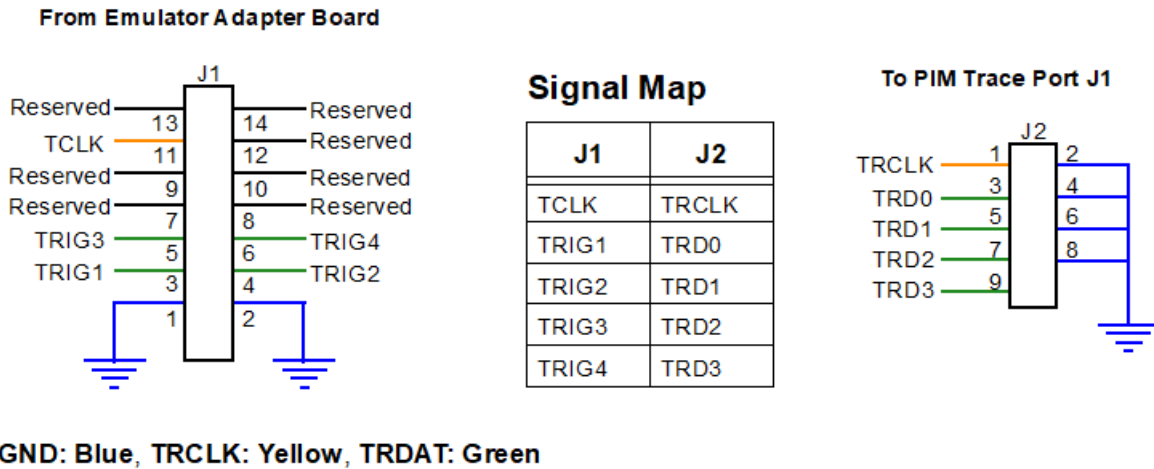 From Emulator Adapter Board
J1
Reserved
13
14
Reserved
TCLK
11
12
Reserved
Reserved
9
10
Reserved
Reserved
7
8
Reserved
TRIG3
5
6
TRIG4
TRIG1
3
4
TRIG2
1
2
Signal Map
J1 J2
TCLK TRCLK
TRIG1 TRD0
TRIG2 TRD1
TRIG3 TRD2
TRIG4 TRD3
To PIM Trace Port J1
J2
TRCLK 1 2
TRD0 3 4
TRD1 5 6
TRD2 7 8
TRD3 9
GND: Blue, TRCLK: Yellow, TRDAT: Green